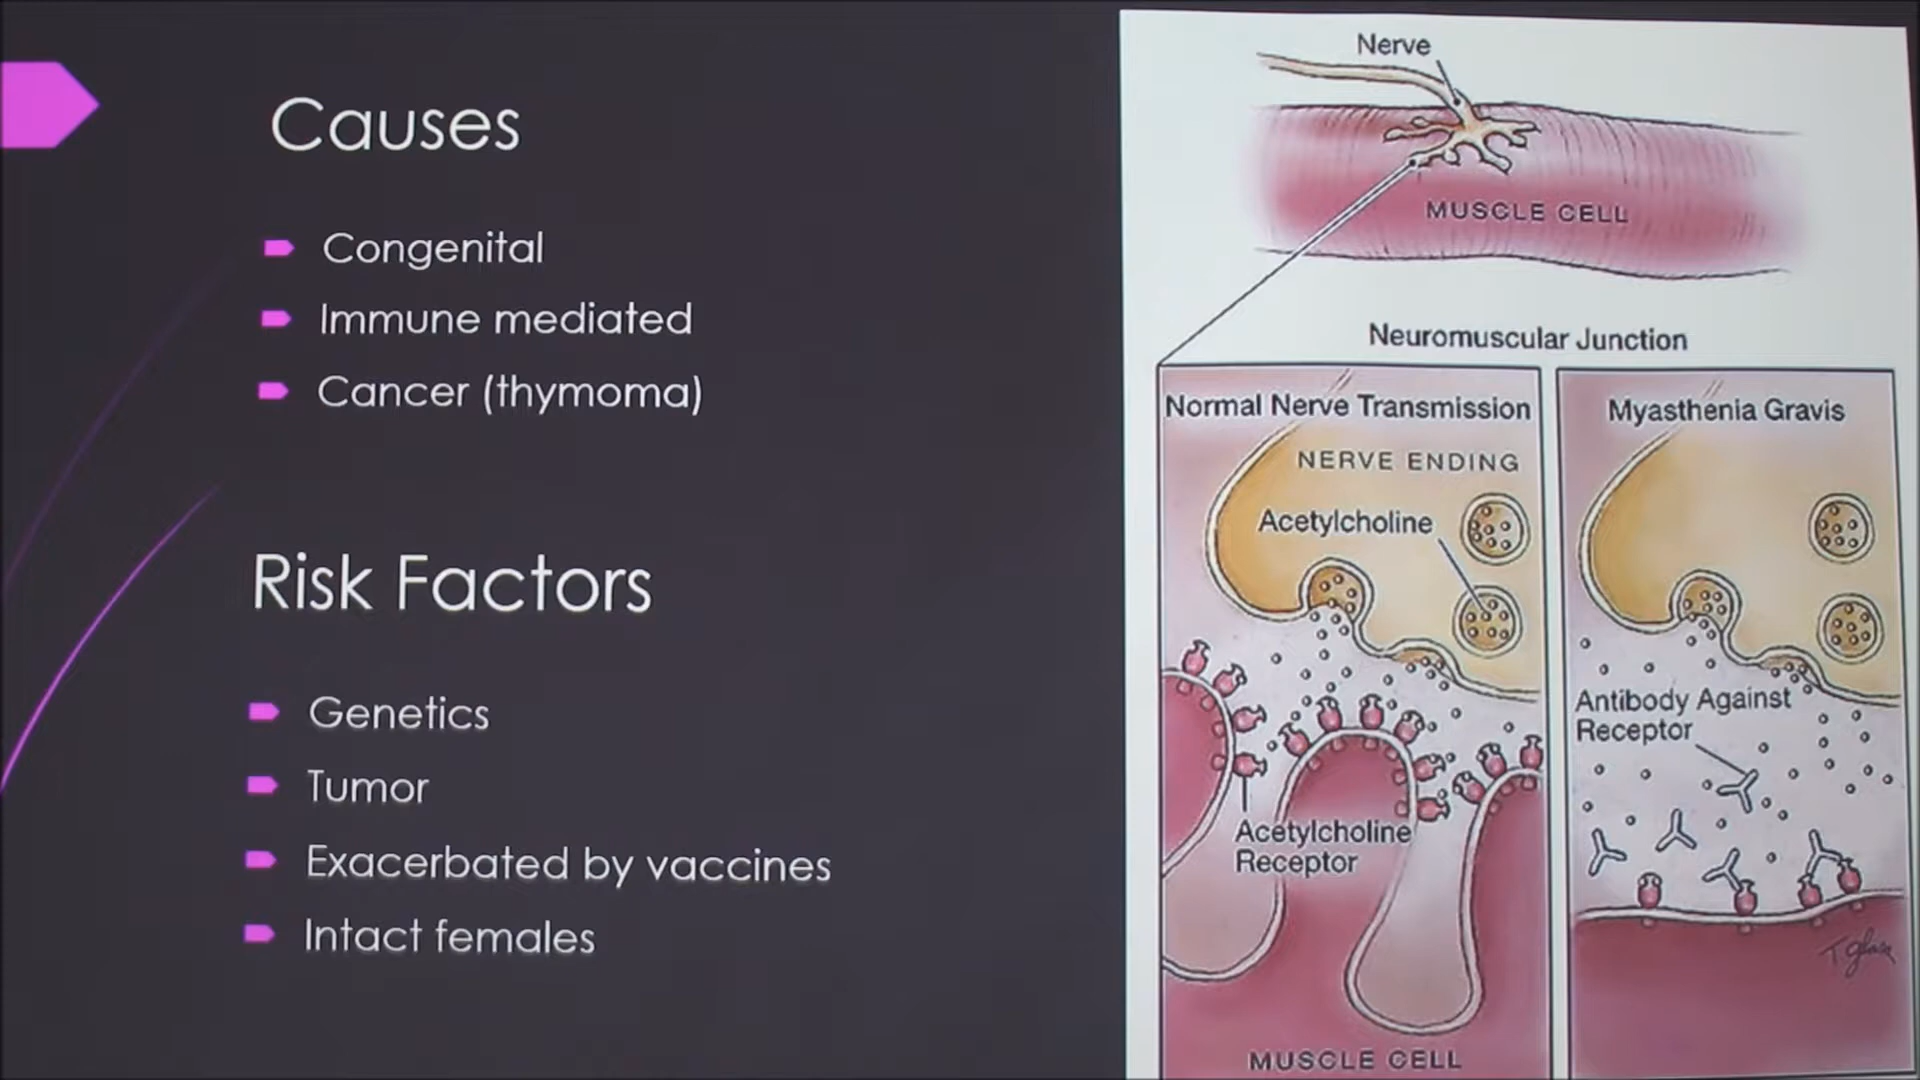 Causes
Congenital
Immune mediated
Cancer (thymoma)
Risk Factors
Genetics
Tumor
Exacerbated by vaccines
Intact females
Nerve
MUSCLE CELL
Neuromuscular Junction
Normal Nerve Transmission
NERVE ENDING
Acetylcholine
Acetylcholine
Receptor
MUSCLE CELL
Myasthenia Gravis
Antibody Against
Receptor